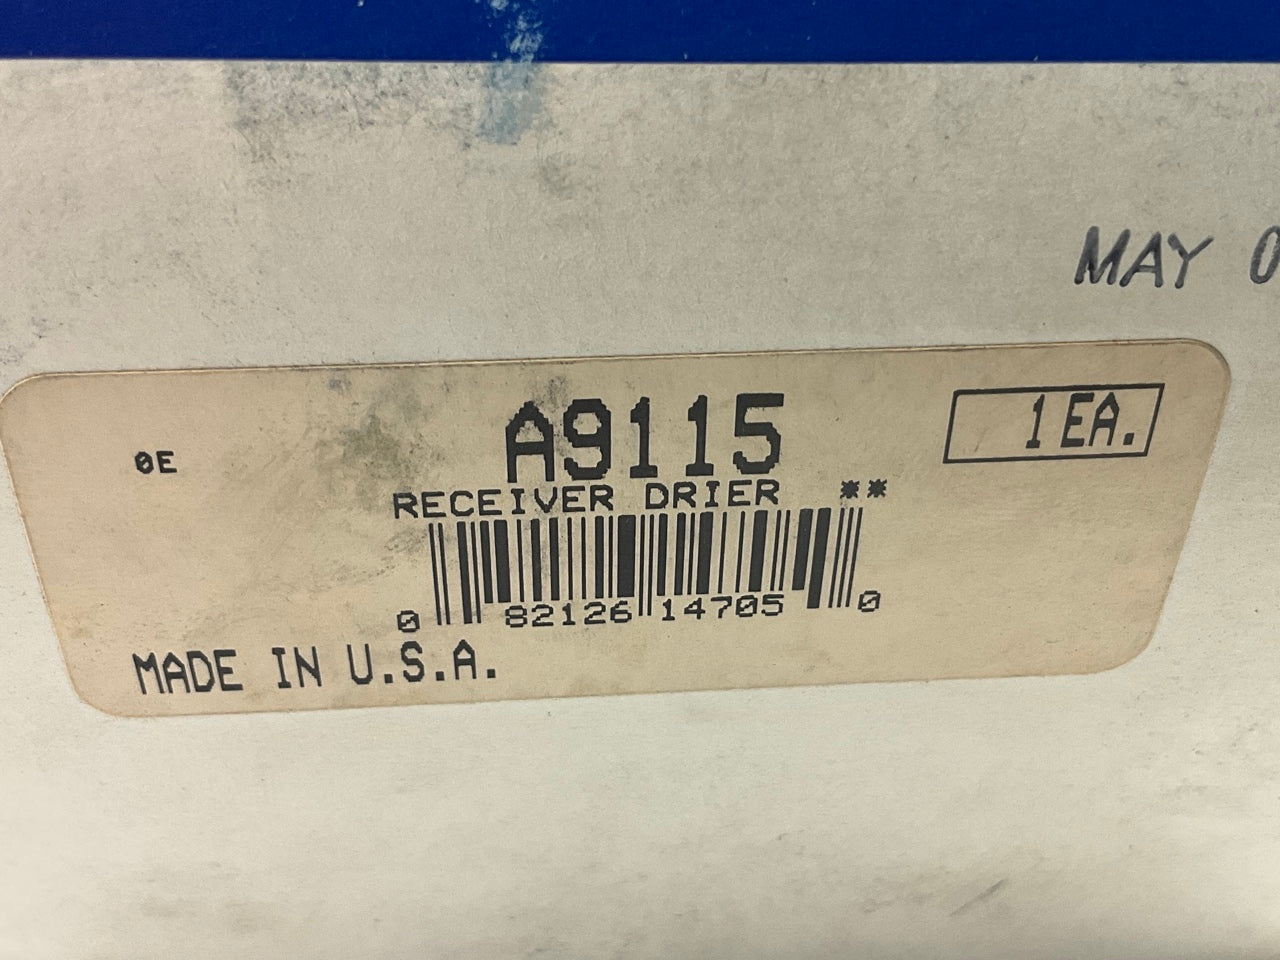 MAY 0
0E
A9115
1 EA.
RECEIVER DRIER **
0 82126 14705 0
MADE IN U.S.A.